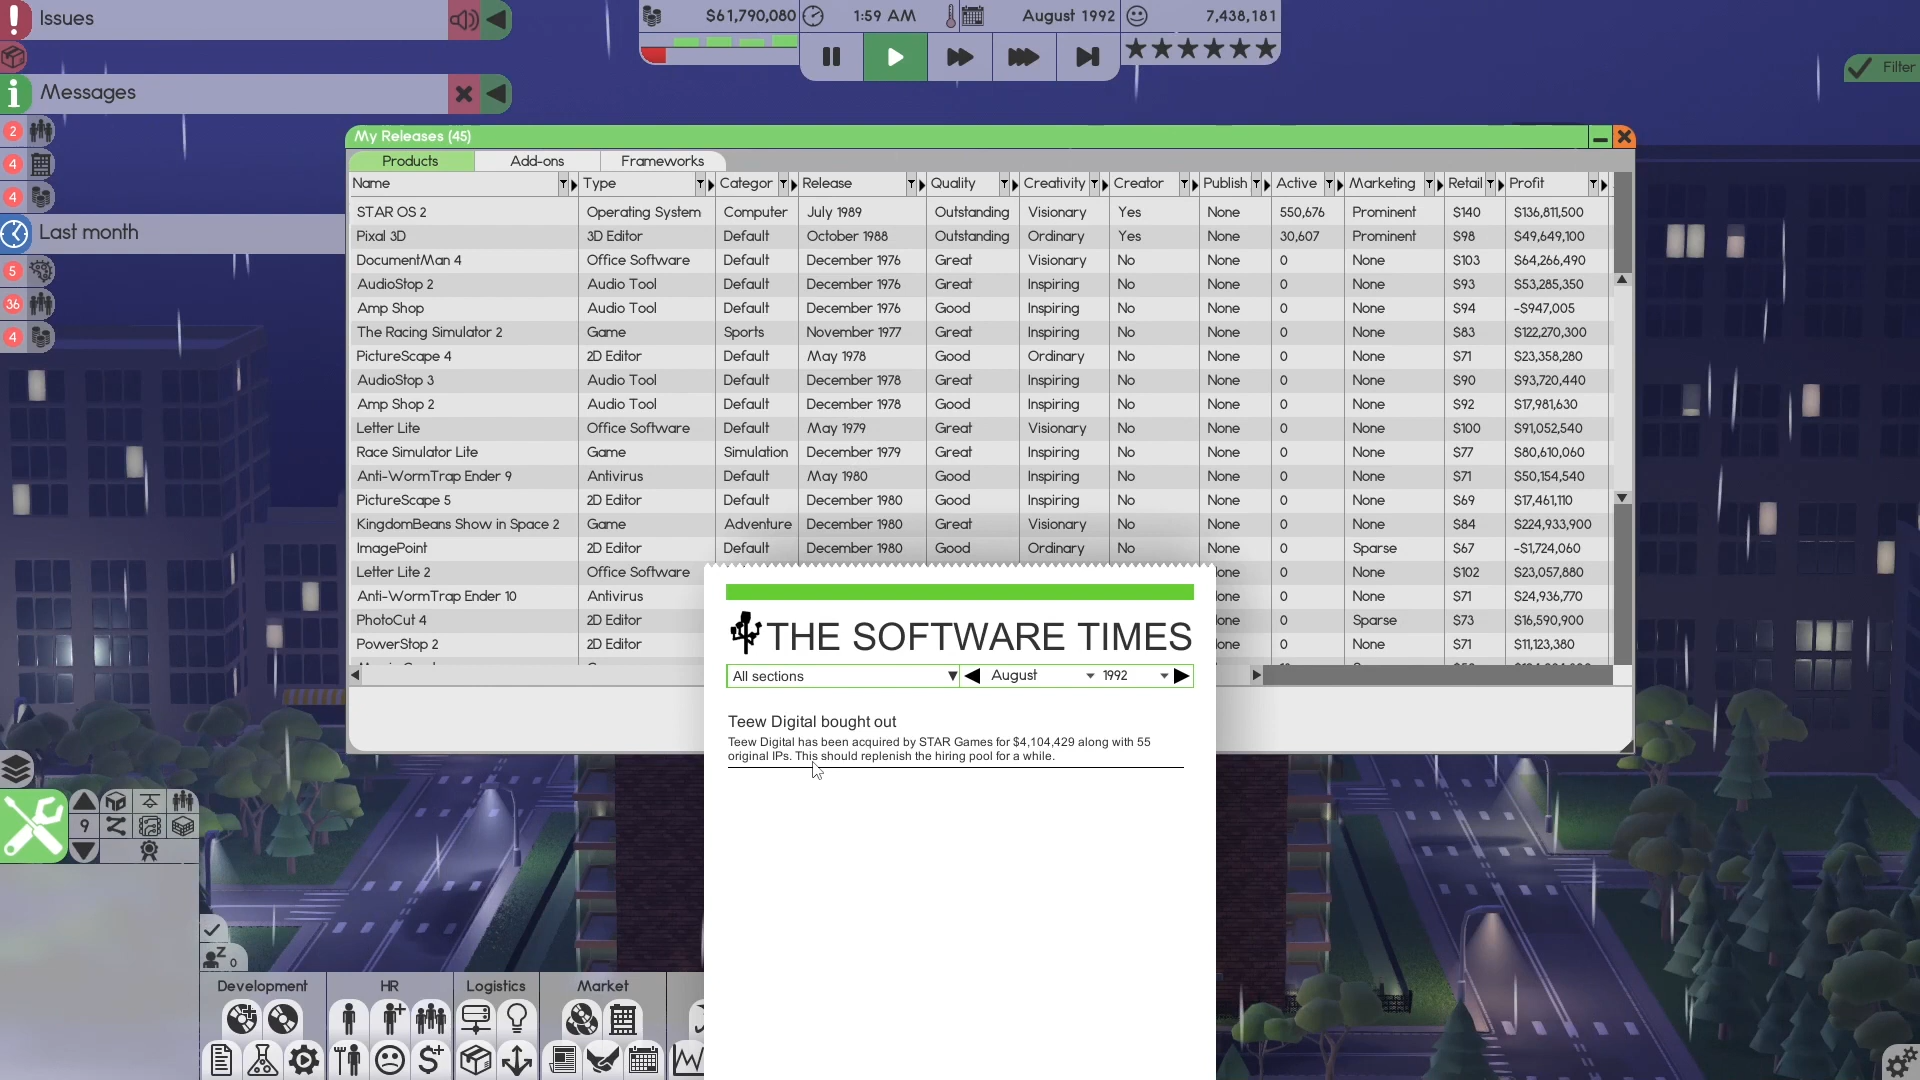 Issues
$61,790,080
1:59 AM
August 1992
7,438,181
Filter
Messages
2
4
4
Last month
5
36
4
My Releases (45)
Products Add-ons Frameworks
Name Type Categor Release Quality Creativity Creator Publish Active Marketing Retail Profit
STAR OS 2 Operating System Computer July 1989 Outstanding Visionary Yes None 550,676 Prominent $140 $136,811,500
Pixal 3D 3D Editor Default October 1988 Outstanding Ordinary Yes None 30,607 Prominent $98 $49,649,100
DocumentMan 4 Office Software Default December 1976 Great Visionary No None 0 None $103 $64,266,490
AudioStop 2 Audio Tool Default December 1976 Great Inspiring No None 0 None $93 $53,285,350
Amp Shop Audio Tool Default December 1976 Good Inspiring No None 0 None $94 -$947,005
The Racing Simulator 2 Game Sports November 1977 Great Inspiring No None 0 None $83 $122,270,300
PictureScape 4 2D Editor Default May 1978 Good Ordinary No None 0 None $71 $23,358,280
AudioStop 3 Audio Tool Default December 1978 Great Inspiring No None 0 None $90 $93,720,440
Amp Shop 2 Audio Tool Default December 1978 Good Inspiring No None 0 None $92 $17,981,630
Letter Lite Office Software Default May 1979 Great Visionary No None 0 None $100 $91,052,540
Race Simulator Lite Game Simulation December 1979 Great Inspiring No None 0 None $77 $80,610,060
Anti-WormTrap Ender 9 Antivirus Default May 1980 Good Inspiring No None 0 None $71 $50,154,540
PictureScape 5 2D Editor Default December 1980 Good Inspiring No None 0 None $69 $17,461,110
KingdomBeans Show in Space 2 Game Adventure December 1980 Great Visionary No None 0 None $84 $224,933,900
ImagePoint 2D Editor Default December 1980 Good Ordinary No None 0 Sparse $67 -$1,724,060
Letter Lite 2 Office Software one 0 None $102 $23,057,880
Anti-WormTrap Ender 10 Antivirus one 0 None $71 $24,936,770
PhotoCut 4 2D Editor one 0 Sparse $73 $16,590,900
PowerStop 2 2D Editor one 0 None $71 $11,123,380
THE SOFTWARE TIMES
All sections August 1992
Teew Digital bought out
Teew Digital has been acquired by STAR Games for $4,104,429 along with 55
original IPs. This should replenish the hiring pool for a while.
9
0
Development HR Logistics Market